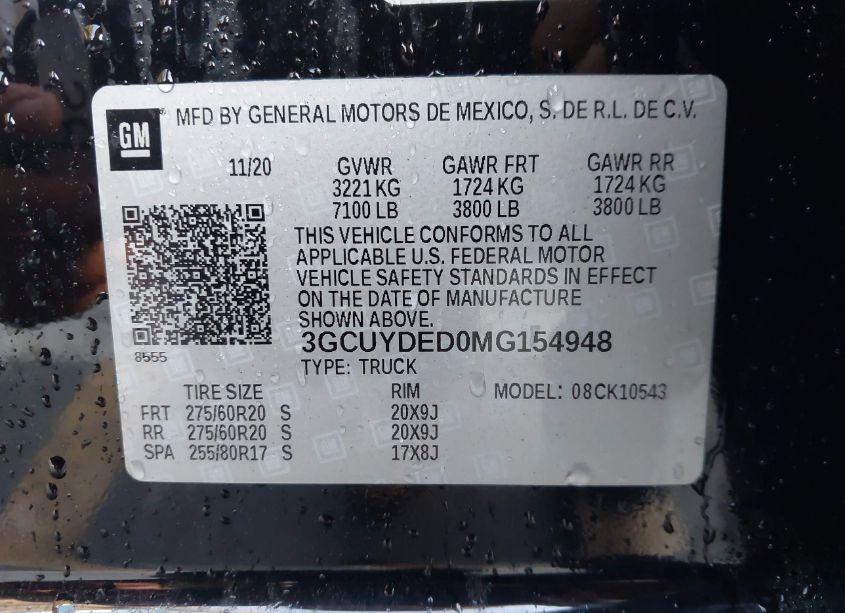 GM
MFD BY GENERAL MOTORS DE MEXICO, S. DE R.L. DE C.V.
11/20 GVWR GAWR FRT GAWR RR
3221 KG 1724 KG 1724 KG
7100 LB 3800 LB 3800 LB
THIS VEHICLE CONFORMS TO ALL
APPLICABLE U.S. FEDERAL MOTOR
VEHICLE SAFETY STANDARDS IN EFFECT
ON THE DATE OF MANUFACTURE
SHOWN ABOVE.
3GCUYDED0MG154948
8555
TYPE: TRUCK
TIRE SIZE RIM MODEL: 08CK10543
FRT 275/60R20 S 20X9J
RR 275/60R20 S 20X9J
SPA 255/80R17 S 17X8J